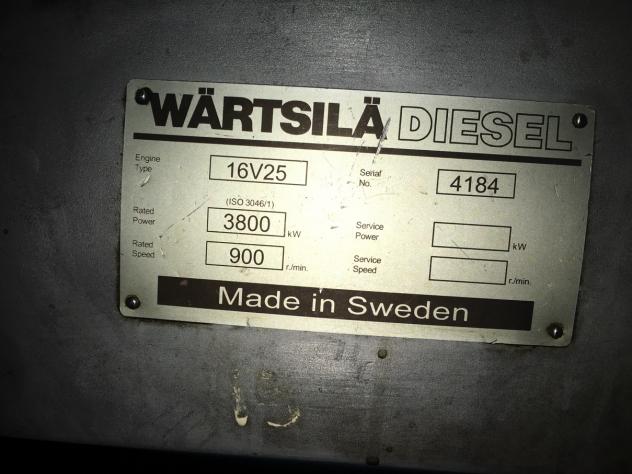 WÄRTSILÄ DIESEL
Engine Type 16V25 Serial No. 4184
(ISO 3046/1)
Rated Power 3800 kW Service Power kW
Rated Speed 900 r./min. Service Speed r./min.
Made in Sweden